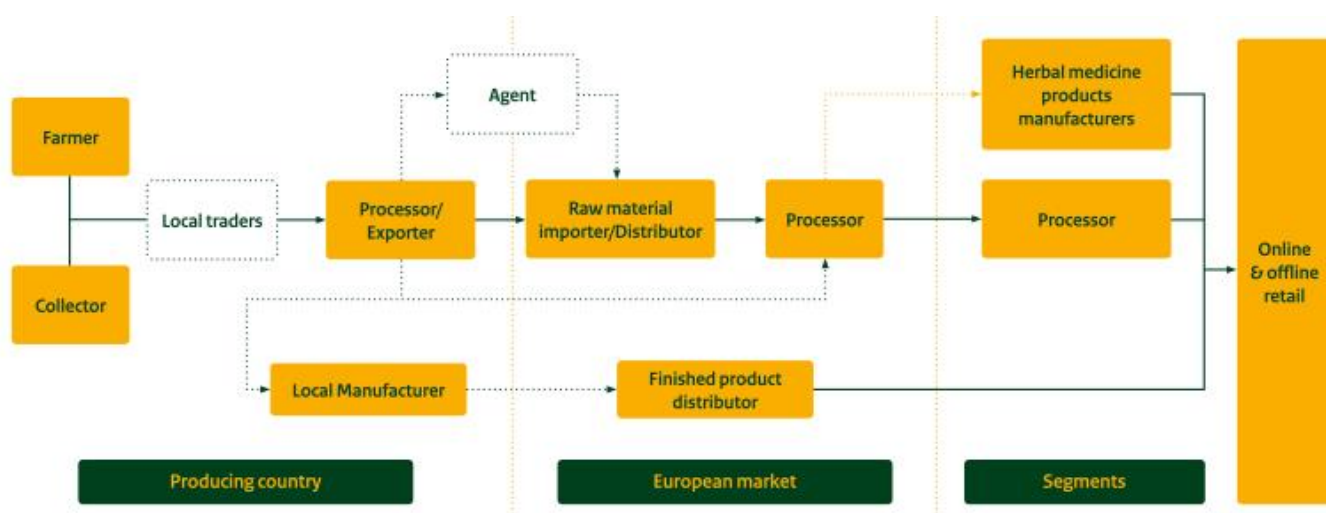 Farmer
Collector
Local traders
Processor/
Exporter
Agent
Local Manufacturer
Raw material
importer/Distributor
Processor
Finished product
distributor
Herbal medicine
products
manufacturers
Processor
Online
& offline
retail
Producing country
European market
Segments